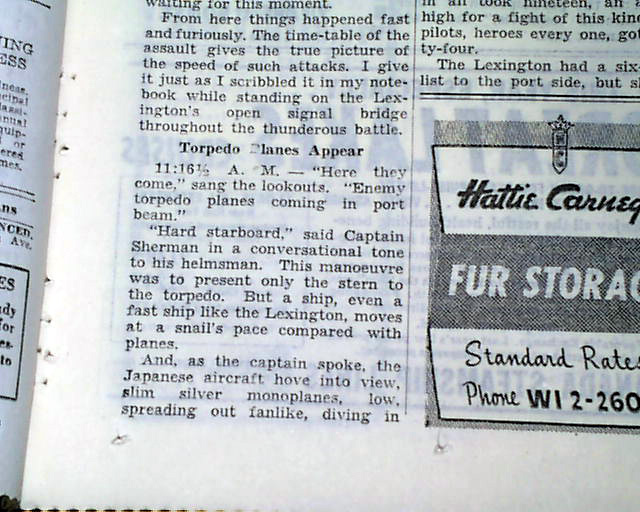 waiting for this moment.
From here things happened fast
and furiously. The time-table of the
assault gives the true picture of
the speed of such attacks. I give
it just as I scribbled it in my note-
book while standing on the Lex-
ington's open signal bridge
throughout the thunderous battle.
Torpedo Planes Appear
11:16½ A. M. — "Here they
come," sang the lookouts. "Enemy
torpedo planes coming in port
beam."
"Hard starboard," said Captain
Sherman in a conversational tone
to his helmsman. This manoeuvre
was to present only the stern to
the torpedo. But a ship, even a
fast ship like the Lexington, moves
at a snail's pace compared with
planes.
And, as the captain spoke, the
Japanese aircraft hove into view,
slim silver monoplanes, low,
spreading out fanlike, diving in
in all took nineteen, an
high for a fight of this kin
pilots, heroes every one, got
ty-four.
The Lexington had a six-
list to the port side, but s
Hattie Carneg
FUR STORAG
Standard Rates
Phone WI 2-260